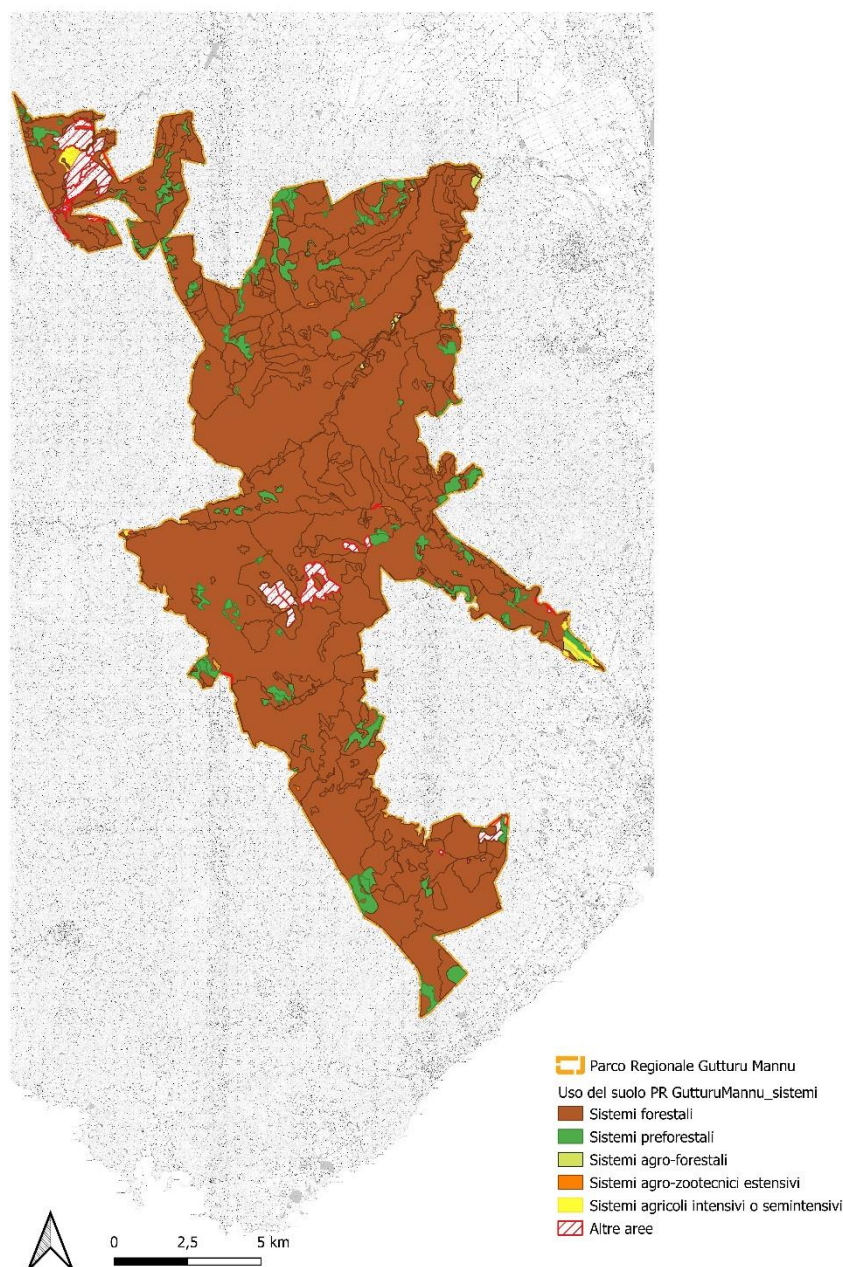 Parco Regionale Gutturu Mannu
Uso del suolo PR GutturuMannu_sistemi
Sistemi forestali
Sistemi preforestali
Sistemi agro-forestali
Sistemi agro-zootecnici estensivi
Sistemi agricoli intensivi o semintensivi
Altre aree
0 2,5 5 km